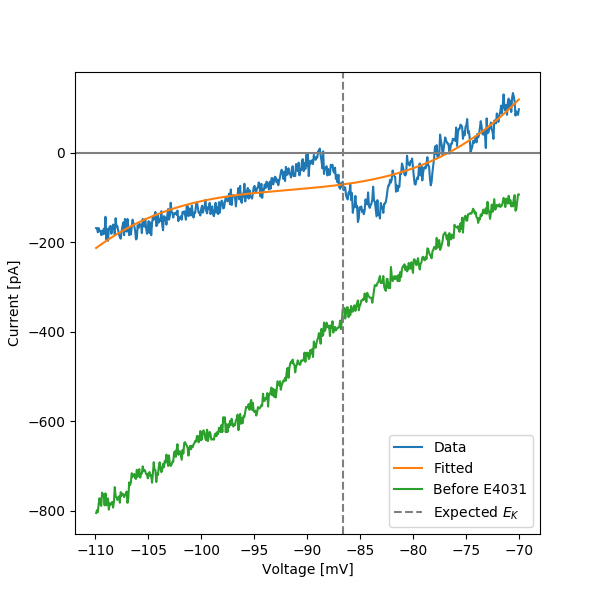 0
−200
−400
−600
−800
Current [pA]
Data
Fitted
Before E4031
Expected E_K
−110 −105 −100 −95 −90 −85 −80 −75 −70
Voltage [mV]